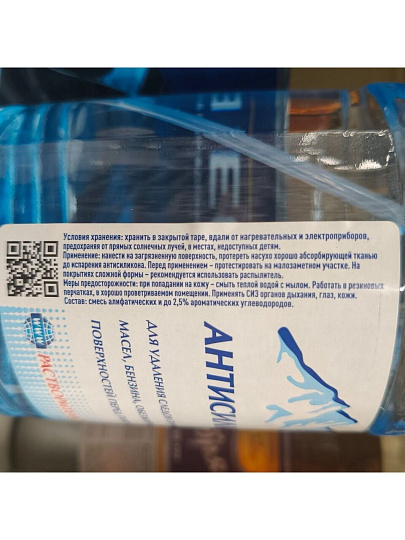 Условия хранения: хранить в закрытой таре, вдали от нагревательных и электроприборов,
предохраняя от прямых солнечных лучей, в местах, недоступных детям.
Применение: нанести на загрязненную поверхность, протереть насухо хорошо абсорбирующей тканью
до испарения антисиликона. Перед применением – протестировать на малозаметном участке. На
покрытиях сложной формы – рекомендуется использовать распылитель.
Меры предосторожности: при попадании на кожу – смыть теплой водой с мылом. Работать в резиновых
перчатках, в хорошо проветриваемом помещении. Применять СИЗ органов дыхания, глаз, кожи.
Состав: смесь алифатических и до 2,5% ароматических углеводородов.
АНТИСИ
ДЛЯ УДАЛЕНИЯ
МАСЕЛ, БЕНЗИНА,
ПОВЕРХНОСТЕЙ